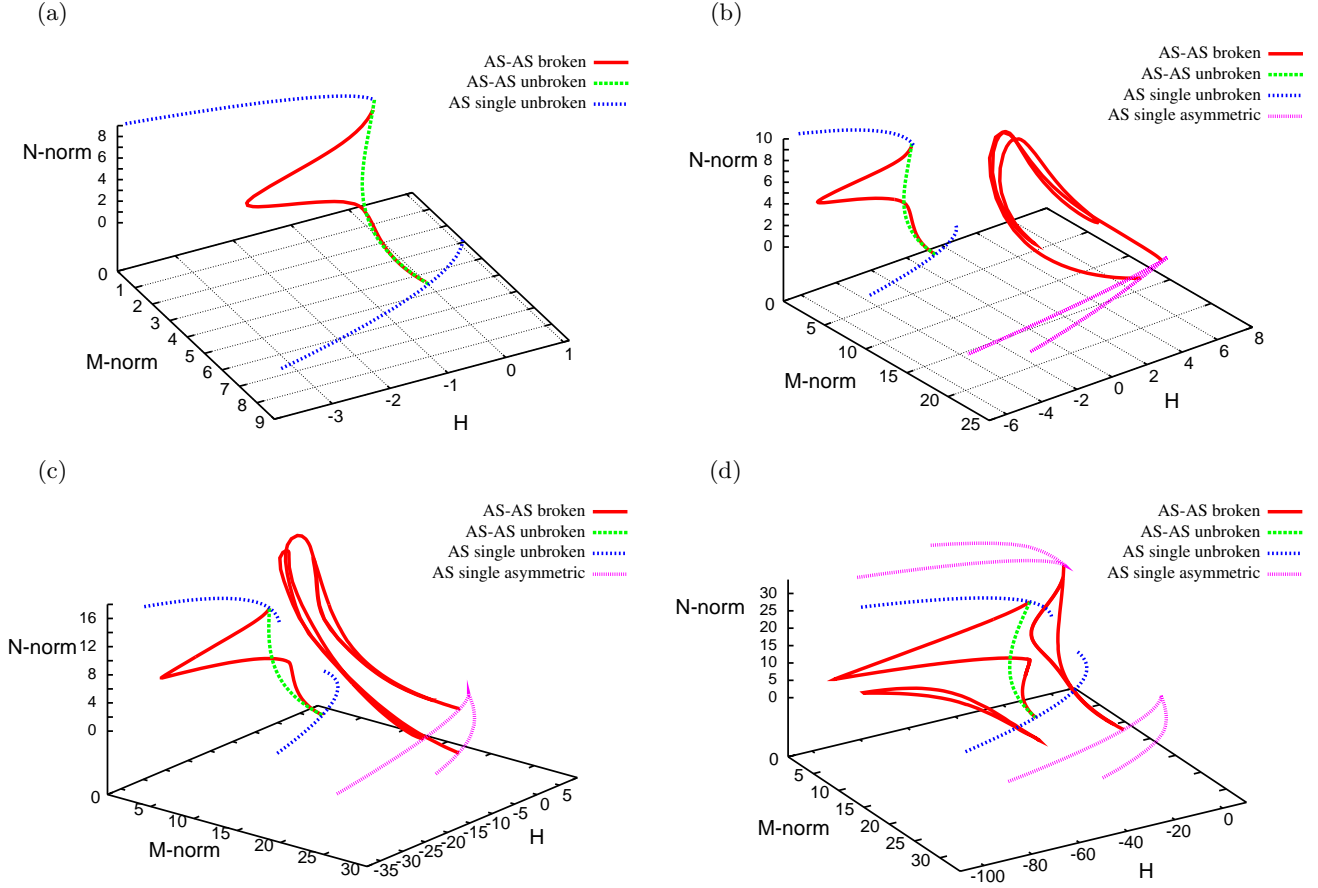 (a)
AS-AS broken
AS-AS unbroken
AS single unbroken
N-norm
8
6
4
2
0
0
1
2
3
4
5
6
7
8
9
M-norm
-3
-2
-1
0
1
H
(b)
AS-AS broken
AS-AS unbroken
AS single unbroken
AS single asymmetric
N-norm
10
8
6
4
2
0
0
5
10
15
20
25
M-norm
-6
-4
-2
0
2
4
6
8
H
(c)
AS-AS broken
AS-AS unbroken
AS single unbroken
AS single asymmetric
N-norm
16
12
8
4
0
0
5
10
15
20
25
30
M-norm
-35
-30
-25
-20
-15
-10
-5
0
5
H
(d)
AS-AS broken
AS-AS unbroken
AS single unbroken
AS single asymmetric
N-norm
30
25
20
15
10
5
0
0
5
10
15
20
25
30
M-norm
-100
-80
-60
-40
-20
0
H